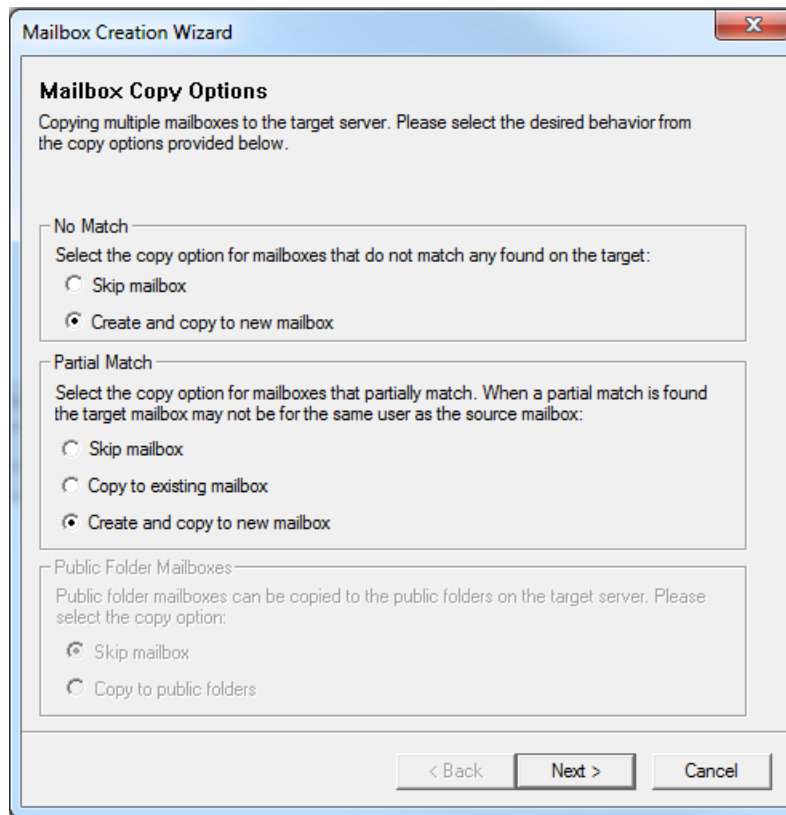 Mailbox Creation Wizard
Mailbox Copy Options
Copying multiple mailboxes to the target server. Please select the desired behavior from
the copy options provided below.
No Match
Select the copy option for mailboxes that do not match any found on the target:
Skip mailbox
Create and copy to new mailbox
Partial Match
Select the copy option for mailboxes that partially match. When a partial match is found
the target mailbox may not be for the same user as the source mailbox:
Skip mailbox
Copy to existing mailbox
Create and copy to new mailbox
Public Folder Mailboxes
Public folder mailboxes can be copied to the public folders on the target server. Please
select the copy option:
Skip mailbox
Copy to public folders
< Back Next > Cancel